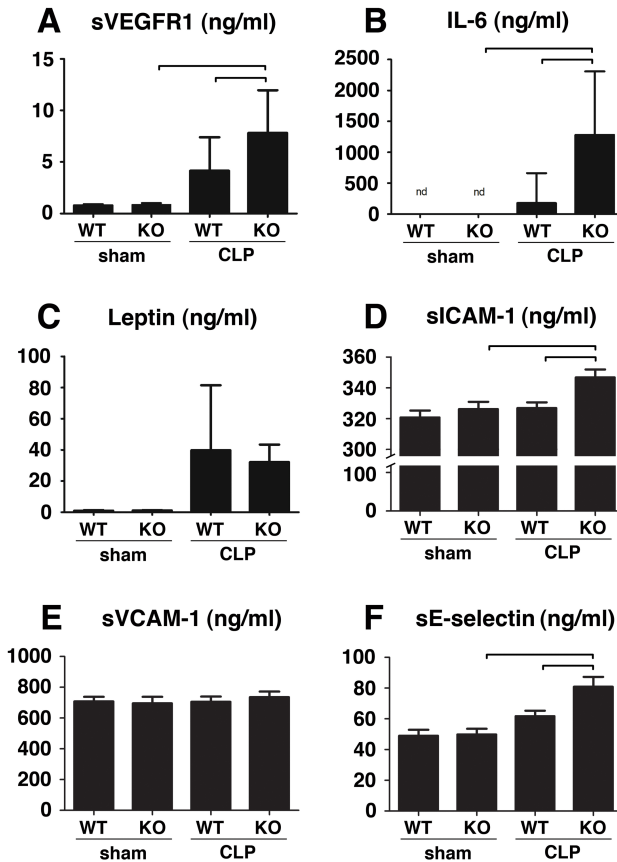 A sVEGFR1 (ng/ml)
15
10
5
0
WT KO WT KO
sham CLP
B IL-6 (ng/ml)
2500
2000
1500
1000
500
0
nd nd
WT KO WT KO
sham CLP
C Leptin (ng/ml)
100
80
60
40
20
0
WT KO WT KO
sham CLP
D sICAM-1 (ng/ml)
360
340
320
300
100
0
WT KO WT KO
sham CLP
E sVCAM-1 (ng/ml)
1000
800
600
400
200
0
WT KO WT KO
sham CLP
F sE-selectin (ng/ml)
100
80
60
40
20
0
WT KO WT KO
sham CLP